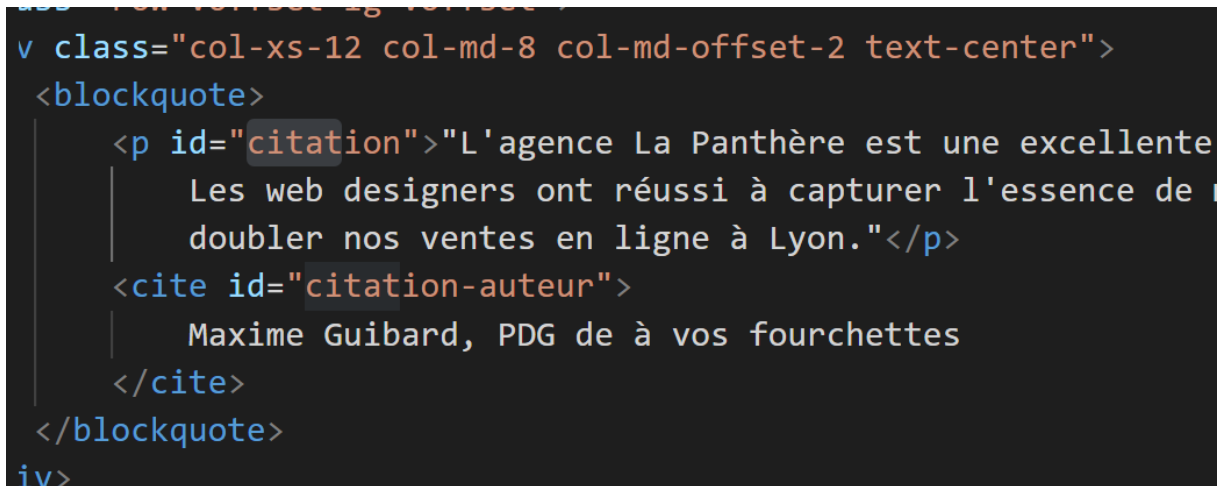 v class="col-xs-12 col-md-8 col-md-offset-2 text-center">
<blockquote>
<p id="citation">"L'agence La Panthère est une excellente
Les web designers ont réussi à capturer l'essence de
doubler nos ventes en ligne à Lyon."</p>
<cite id="citation-auteur">
Maxime Guibard, PDG de à vos fourchettes
</cite>
</blockquote>
iv>